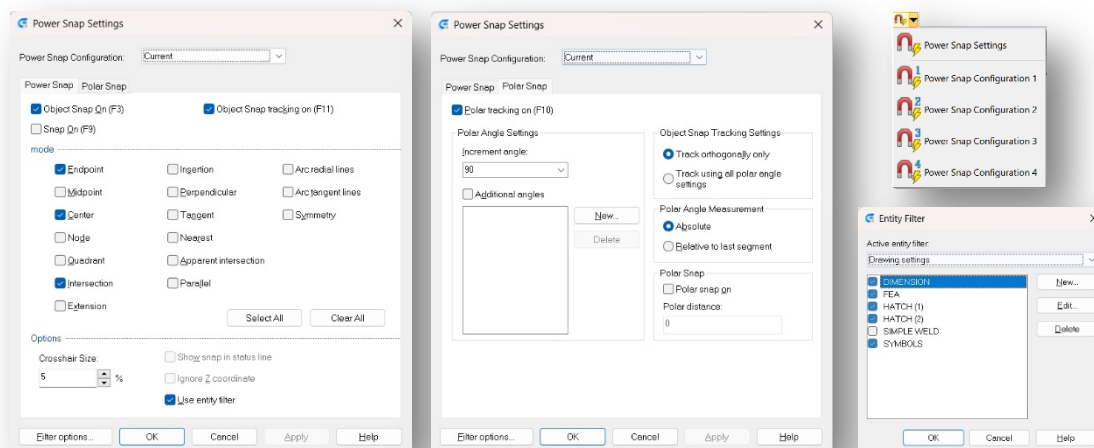 Power Snap Settings
Power Snap Configuration: Current
Power Snap Polar Snap
Object Snap On (F3) Object Snap tracking on (F11)
Snap On (F9)
mode
Endpoint Insertion Arc radial lines
Midpoint Perpendicular Arc tangent lines
Center Tangent Symmetry
Node Nearest
Quadrant Apparent intersection
Intersection Parallel
Extension
Select All Clear All
Options
Crosshair Size: Show snap in status line
5 % Ignore Z coordinate
Use entity filter
Filter options... OK Cancel Apply Help
Power Snap Settings
Power Snap Configuration: Current
Power Snap Polar Snap
Polar tracking on (F10)
Polar Angle Settings
Increment angle:
90
Additional angles
New...
Delete
Object Snap Tracking Settings
Track orthogonally only
Track using all polar angle
settings
Polar Angle Measurement
Absolute
Relative to last segment
Polar Snap
Polar snap on
Polar distance:
0
Filter options... OK Cancel Apply Help
Power Snap Settings
1 Power Snap Configuration 1
2 Power Snap Configuration 2
3 Power Snap Configuration 3
4 Power Snap Configuration 4
Entity Filter
Active entity filter:
Drawing settings
DIMENSION
FEA
HATCH (1)
HATCH (2)
SIMPLE WELD
SYMBOLS
New...
Edit...
Delete
OK Cancel Help